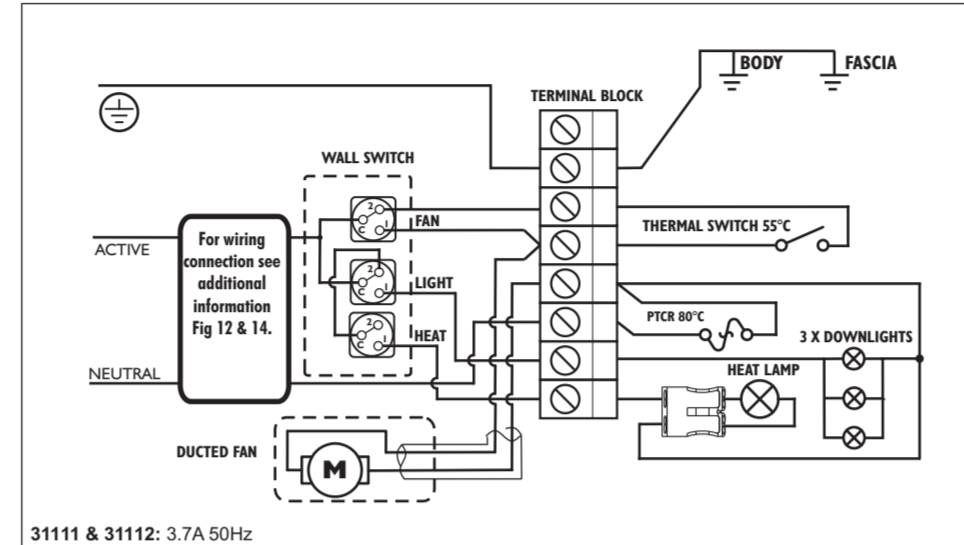 BODY
FASCIA
TERMINAL BLOCK
WALL SWITCH
2
C
1
FAN
THERMAL SWITCH 55°C
ACTIVE
For wiring
connection see
additional
information
Fig 12 & 14.
2
C
1
LIGHT
PTCR 80°C
2
C
1
HEAT
3 X DOWNLIGHTS
NEUTRAL
HEAT LAMP
DUCTED FAN
M
31111 & 31112: 3.7A 50Hz